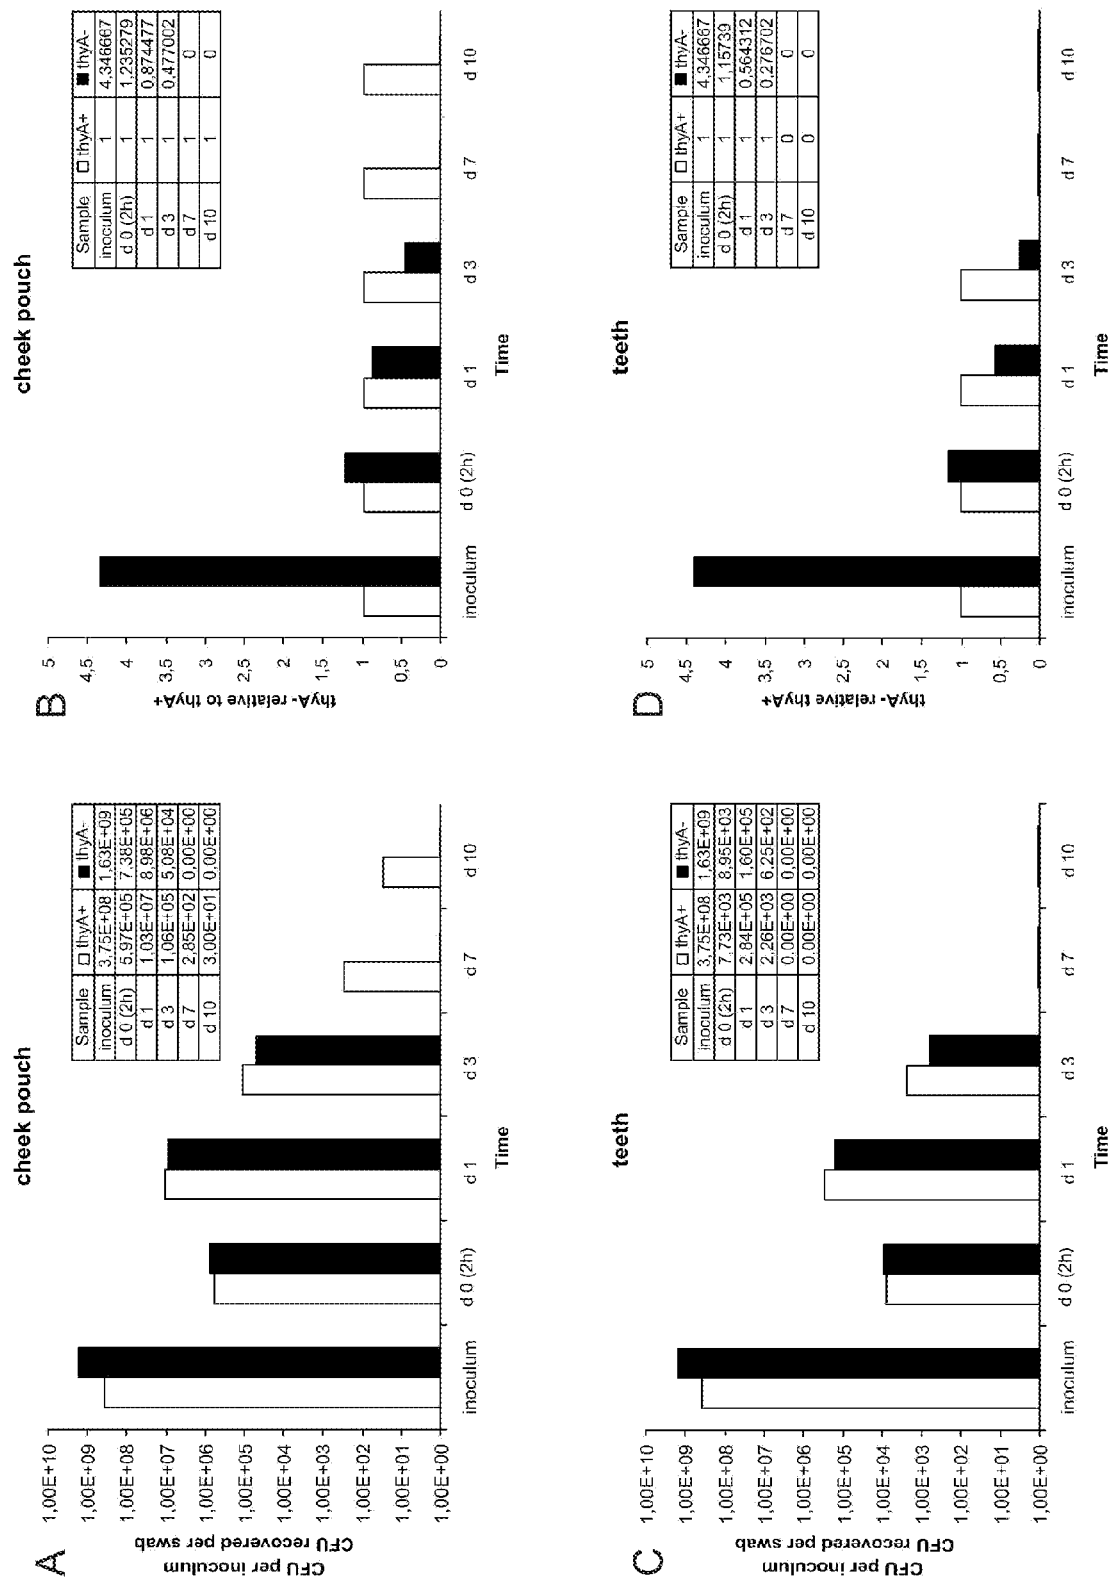 A
cheek pouch
CFU per inoculum
CFU recovered per swab
1,00E+10
1,00E+09
1,00E+08
1,00E+07
1,00E+06
1,00E+05
1,00E+04
1,00E+03
1,00E+02
1,00E+01
1,00E+00
Sample thyA+ thyA-
inoculum 3,75E+08 1,63E+09
d 0 (2h) 5,97E+05 7,38E+05
d 1 1,03E+07 8,98E+06
d 3 1,06E+05 5,08E+04
d 7 2,85E+02 0,00E+00
d 10 3,00E+01 0,00E+00
inoculum d 0 (2h) d 1 d 3 d 7 d 10
Time
B
cheek pouch
thyA- relative to thyA+
5
4,5
4
3,5
3
2,5
2
1,5
1
0,5
0
Sample thyA+ thyA-
inoculum 1 4,346667
d 0 (2h) 1 1,235279
d 1 1 0,874477
d 3 1 0,477002
d 7 1 0
d 10 1 0
inoculum d 0 (2h) d 1 d 3 d 7 d 10
Time
C
teeth
CFU per inoculum
CFU recovered per swab
1,00E+10
1,00E+09
1,00E+08
1,00E+07
1,00E+06
1,00E+05
1,00E+04
1,00E+03
1,00E+02
1,00E+01
1,00E+00
Sample thyA+ thyA-
inoculum 3,75E+08 1,63E+09
d 0 (2h) 7,73E+03 8,95E+03
d 1 2,84E+05 1,60E+05
d 3 2,26E+03 6,25E+02
d 7 0,00E+00 0,00E+00
d 10 0,00E+00 0,00E+00
inoculum d 0 (2h) d 1 d 3 d 7 d 10
Time
D
teeth
thyA- relative thyA+
5
4,5
4
3,5
3
2,5
2
1,5
1
0,5
0
Sample thyA+ thyA-
inoculum 1 4,346667
d 0 (2h) 1 1,15739
d 1 1 0,564312
d 3 1 0,276702
d 7 0 0
d 10 0 0
inoculum d 0 (2h) d 1 d 3 d 7 d 10
Time